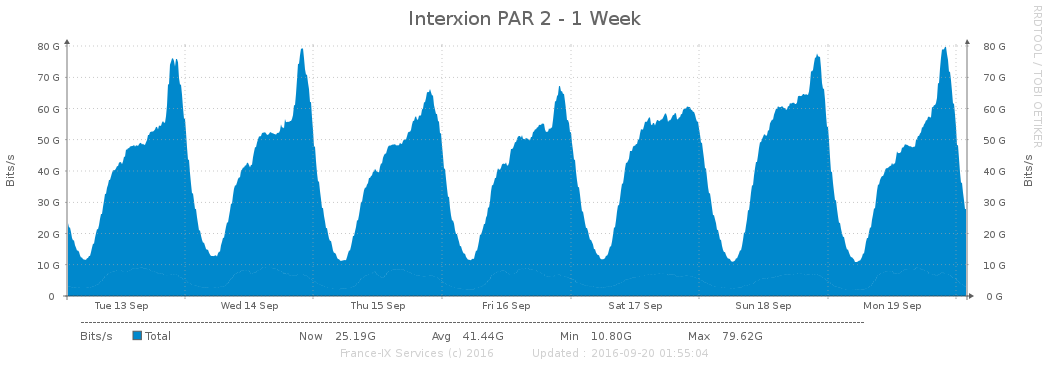 Interxion PAR 2 - 1 Week
RRDTOOL / TOBI OETIKER
Bits/s
80 G 80 G
70 G 70 G
60 G 60 G
50 G 50 G
40 G 40 G
30 G 30 G
20 G 20 G
10 G 10 G
0 0 G
Bits/s
Tue 13 Sep Wed 14 Sep Thu 15 Sep Fri 16 Sep Sat 17 Sep Sun 18 Sep Mon 19 Sep
Bits/s Total Now 25.19G Avg 41.44G Min 10.80G Max 79.62G
France-IX Services (c) 2016 Updated : 2016-09-20 01:55:04